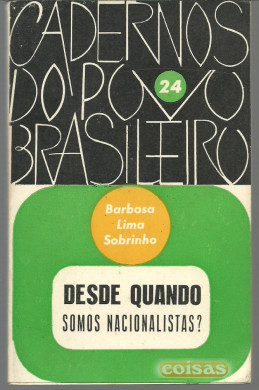 CADERNOS
DO POVO
24
BRASILEIRO
Barbosa
Lima
Sobrinho
DESDE QUANDO
SOMOS NACIONALISTAS?
coisas